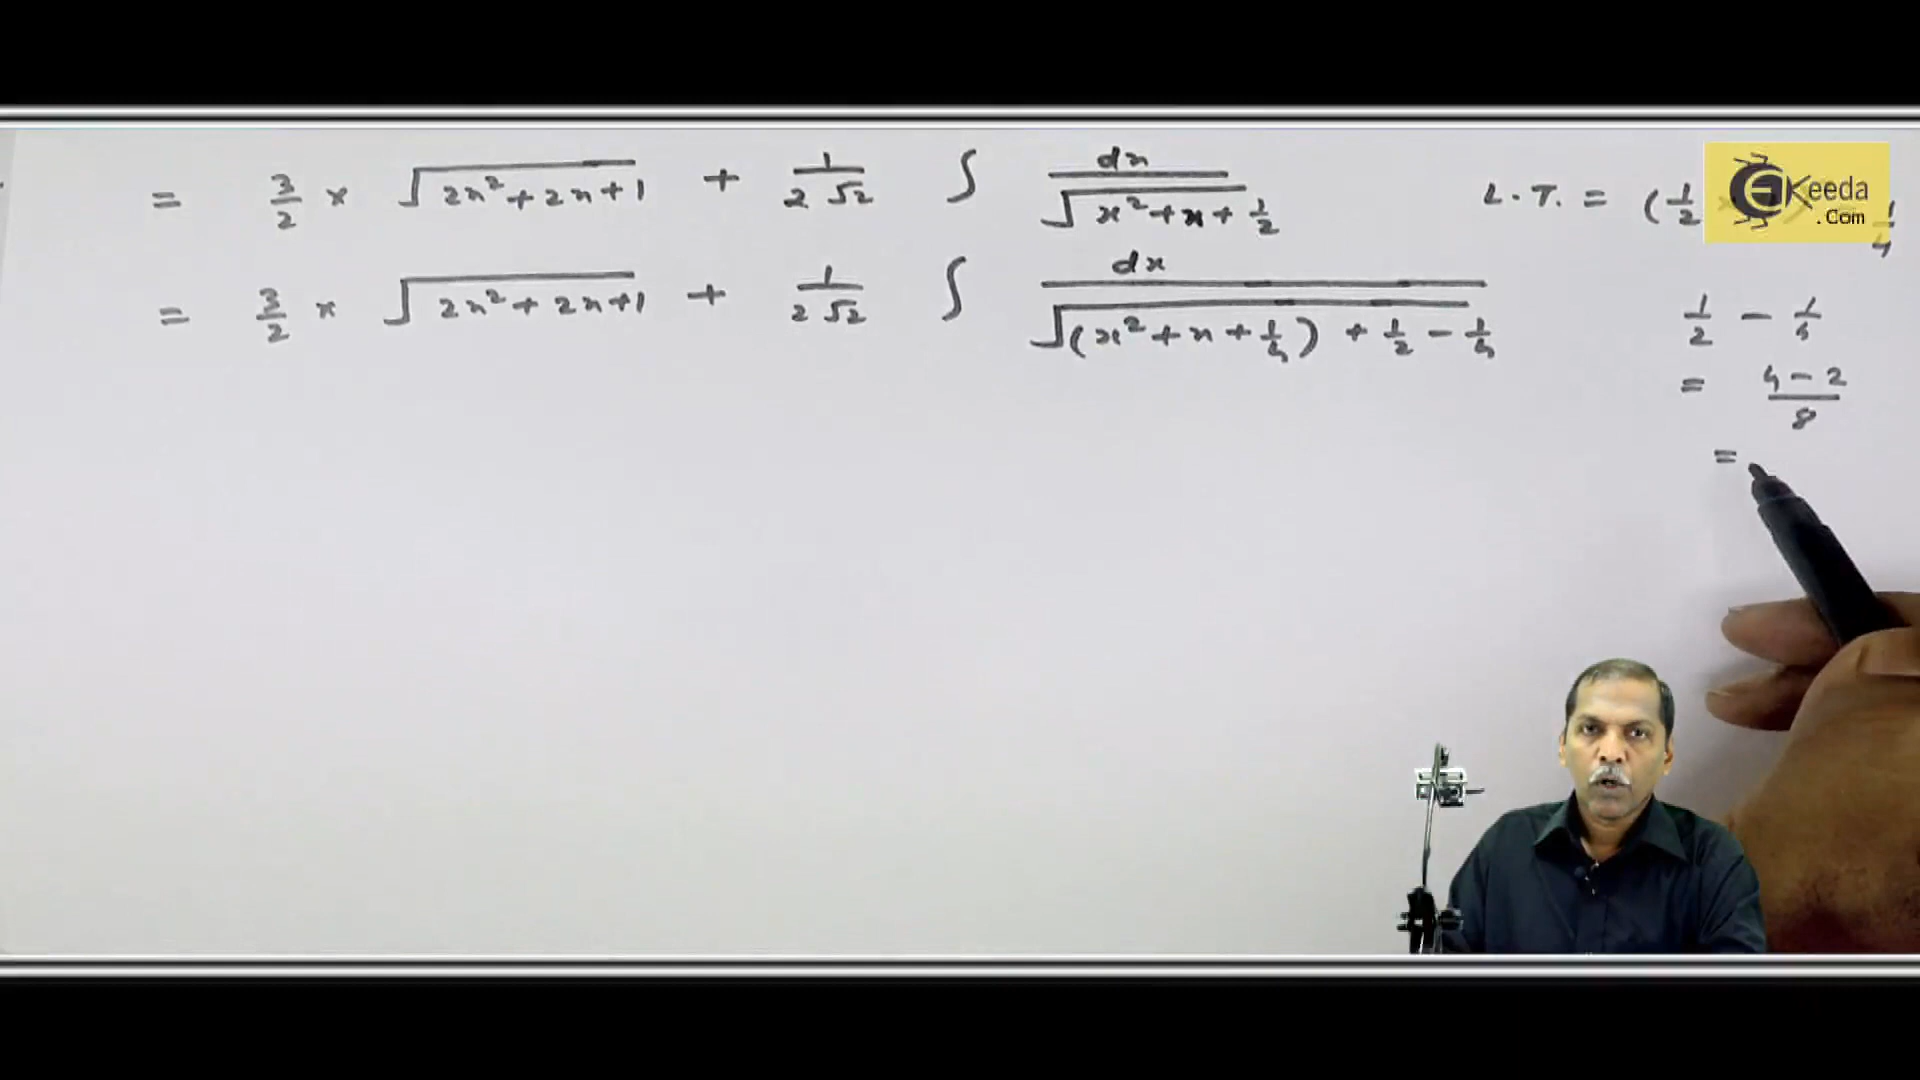 = 3/2 × √(2x²+2x+1) + 1/(2√2) ∫ dx/√(x²+x+1/2)
L.T. = (1/2 1/4
EKeeda
.Com
= 3/2 × √(2x²+2x+1) + 1/(2√2) ∫ dx/√((x²+x+1/4) + 1/2 - 1/4)
1/2 - 1/4
= (4-2)/8
=